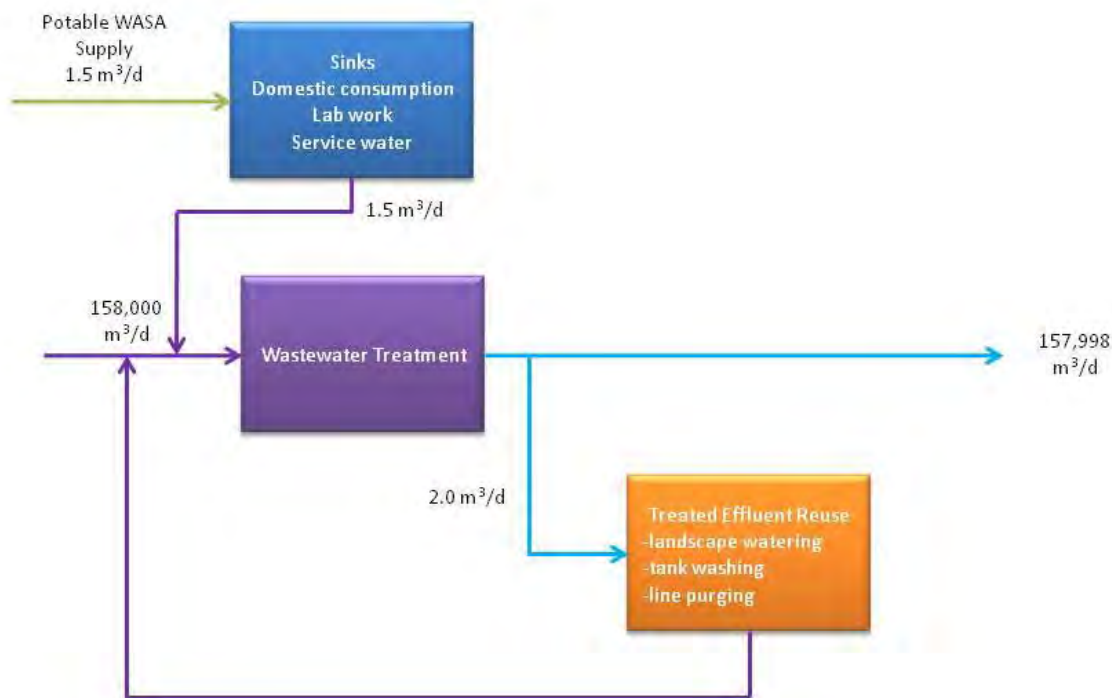 Potable WASA
Supply
1.5 m³/d
Sinks
Domestic consumption
Lab work
Service water
1.5 m³/d
158,000
m³/d
Wastewater Treatment
157,998
m³/d
2.0 m³/d
Treated Effluent Reuse
-landscape watering
-tank washing
-line purging